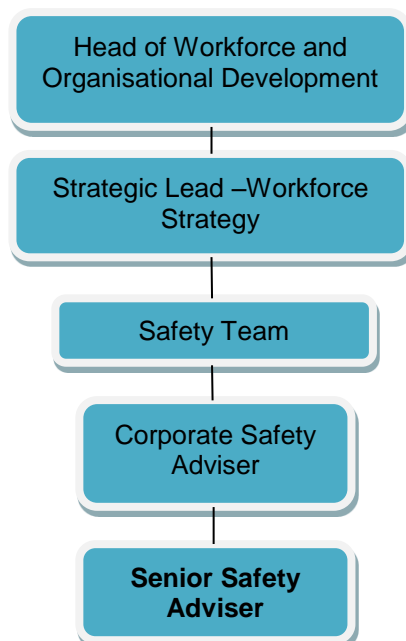 Head of Workforce and
Organisational Development
Strategic Lead –Workforce
Strategy
Safety Team
Corporate Safety
Adviser
Senior Safety
Adviser